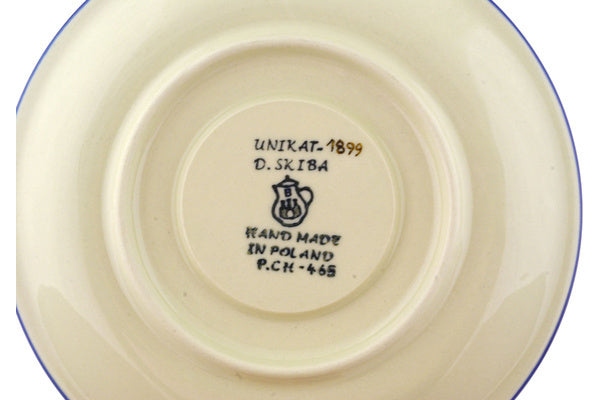 UNIKAT-1899
D. SKIBA
B
HAND MADE
IN POLAND
P.CH-465